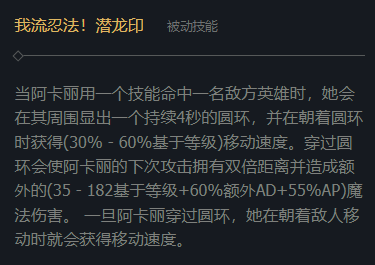 我流忍法！潜龙印 被动技能
当阿卡丽用一个技能命中一名敌方英雄时，她会
在其周围显出一个持续4秒的圆环，并在朝着圆环
时获得(30% - 60%基于等级)移动速度。穿过圆
环会使阿卡丽的下次攻击拥有双倍距离并造成额
外的(35 - 182基于等级+60%额外AD+55%AP)魔
法伤害。 一旦阿卡丽穿过圆环，她在朝着敌人移
动时就会获得移动速度。